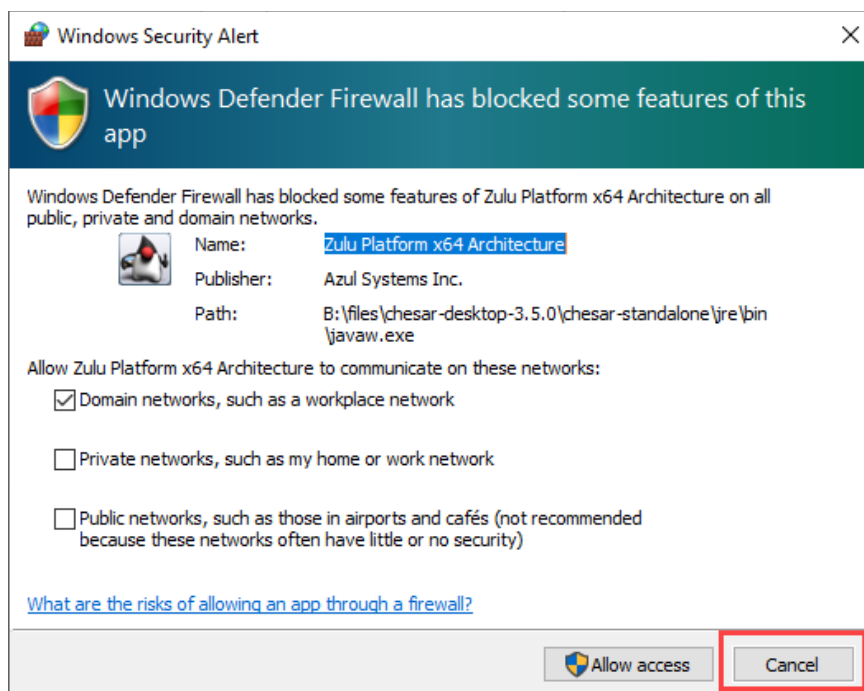 Windows Security Alert
Windows Defender Firewall has blocked some features of this
app
Windows Defender Firewall has blocked some features of Zulu Platform x64 Architecture on all
public, private and domain networks.
Name: Zulu Platform x64 Architecture
Publisher: Azul Systems Inc.
Path: B:\files\chesar-desktop-3.5.0\chesar-standalone\jre\bin
\javaw.exe
Allow Zulu Platform x64 Architecture to communicate on these networks:
Domain networks, such as a workplace network
Private networks, such as my home or work network
Public networks, such as those in airports and cafés (not recommended
because these networks often have little or no security)
What are the risks of allowing an app through a firewall?
Allow access Cancel